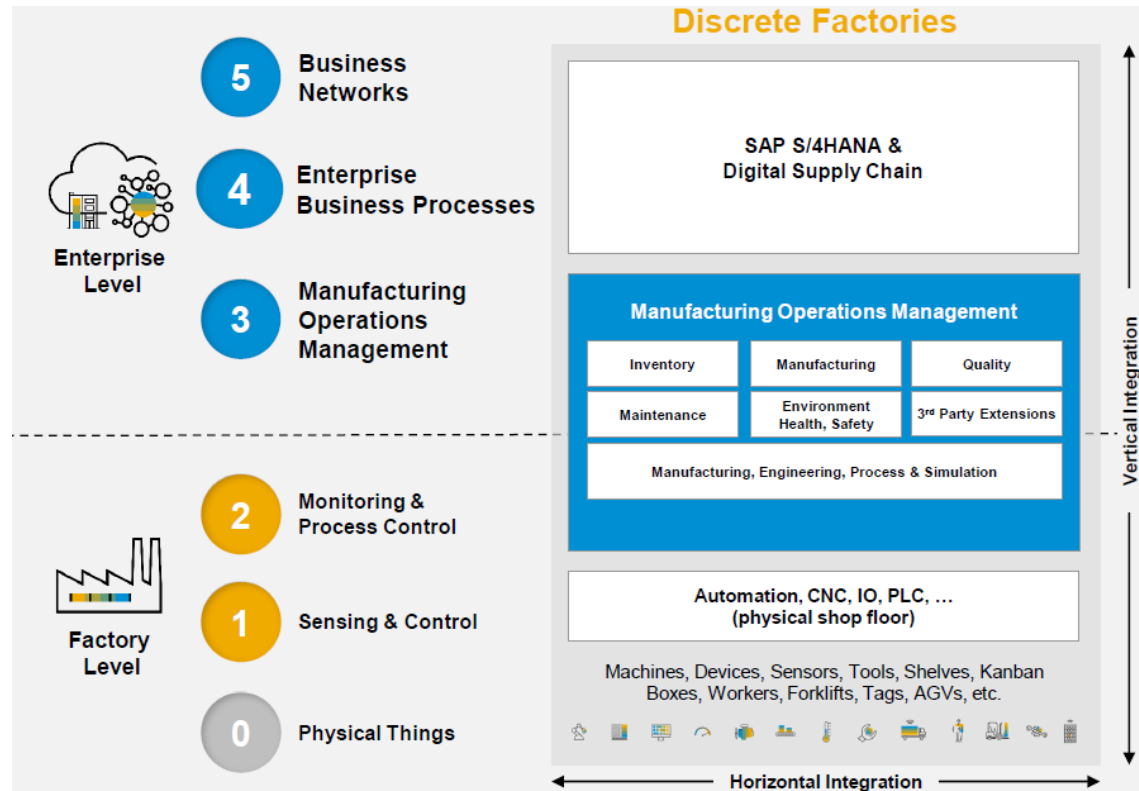 Discrete Factories
5
Business
Networks
4
Enterprise
Business Processes
Enterprise
Level
3
Manufacturing
Operations
Management
2
Monitoring &
Process Control
1
Sensing & Control
Factory
Level
0
Physical Things
SAP S/4HANA &
Digital Supply Chain
Manufacturing Operations Management
Inventory
Manufacturing
Quality
Maintenance
Environment
Health, Safety
3rd Party Extensions
Manufacturing, Engineering, Process & Simulation
Automation, CNC, IO, PLC, ...
(physical shop floor)
Machines, Devices, Sensors, Tools, Shelves, Kanban
Boxes, Workers, Forklifts, Tags, AGVs, etc.
Horizontal Integration
Vertical Integration